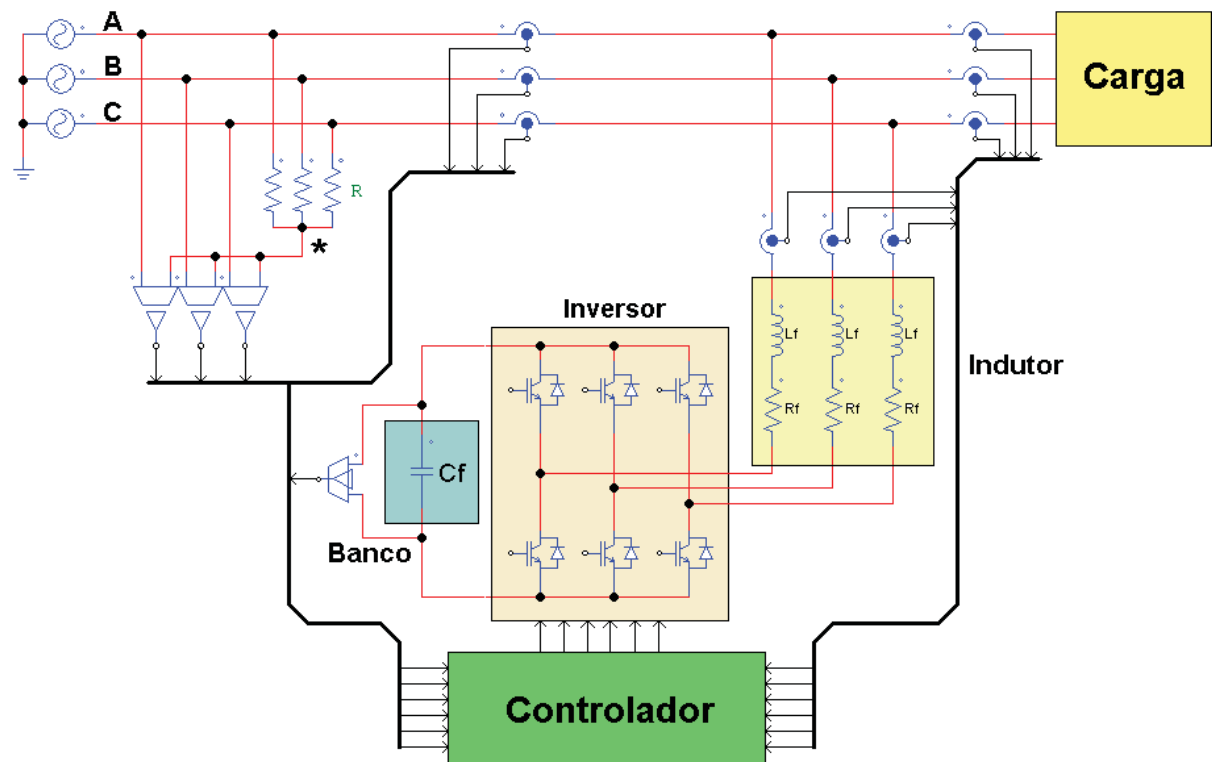 A
B
C
Carga
R
*
Inversor
Lf
Lf
Lf
Indutor
Rf
Rf
Rf
Cf
Banco
Controlador